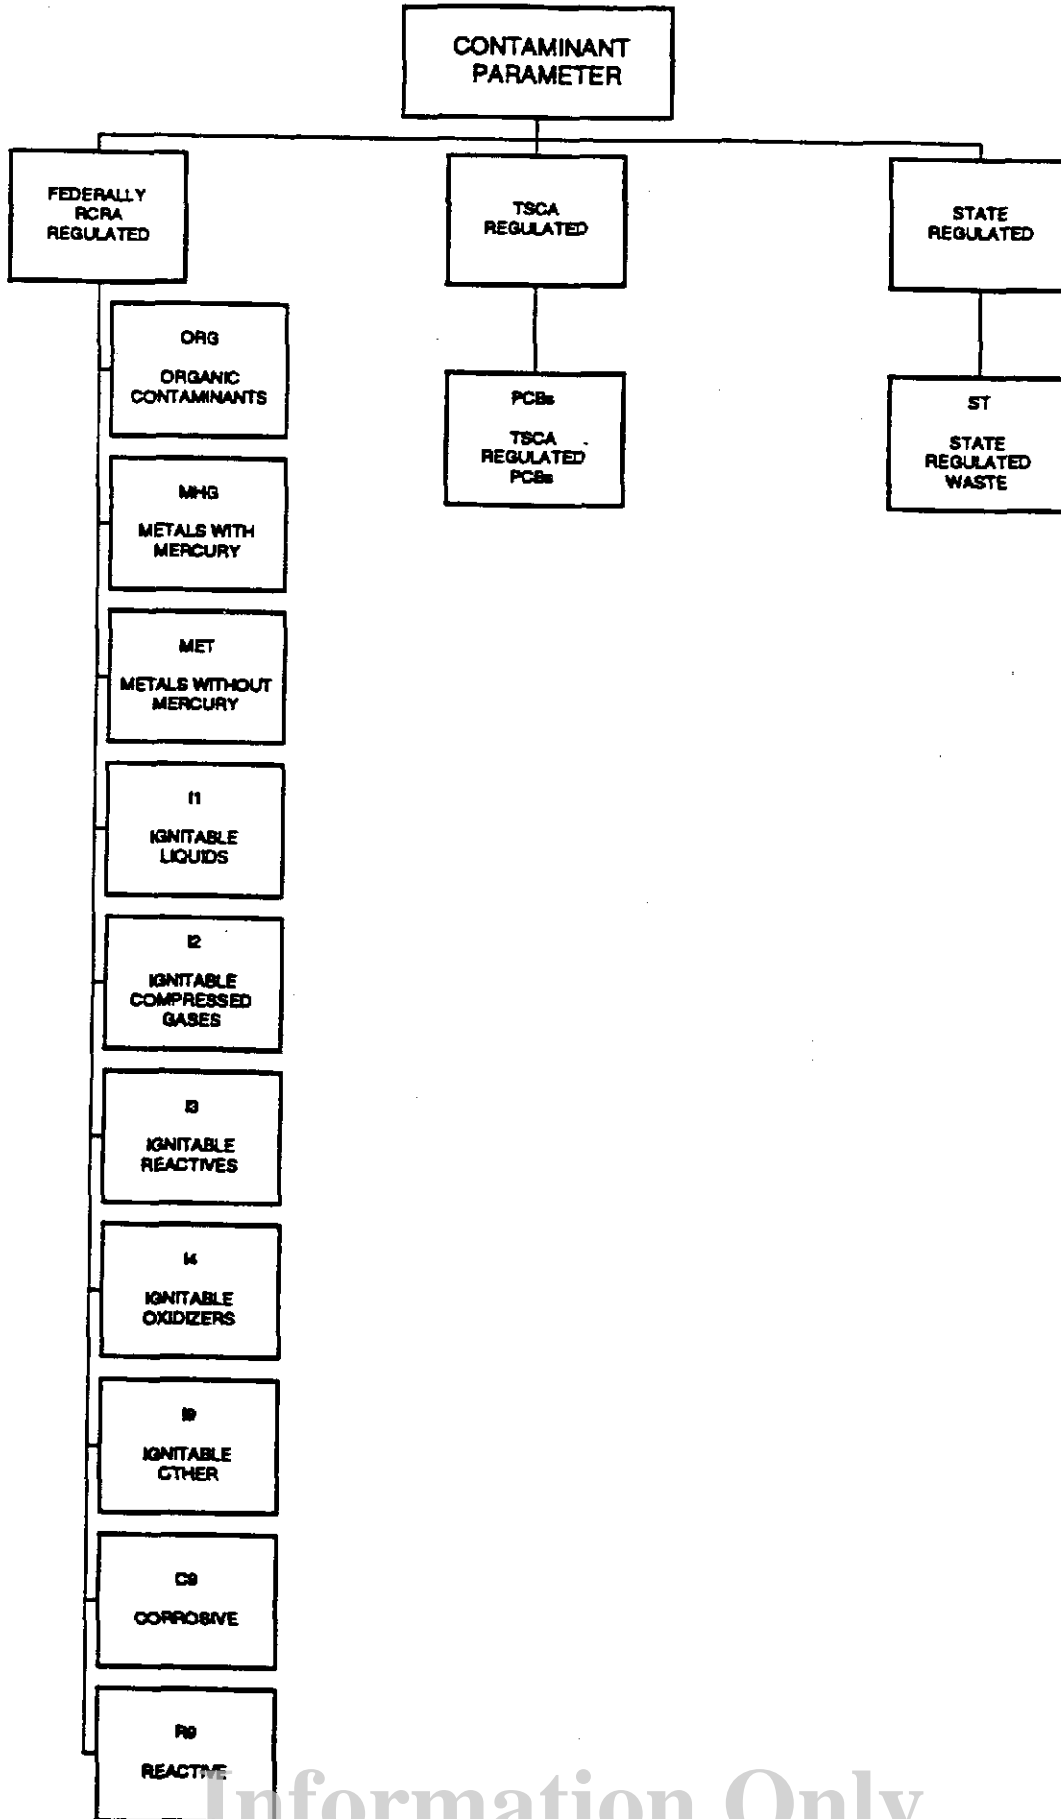 CONTAMINANT
PARAMETER
FEDERALLY
RCRA
REGULATED
TSCA
REGULATED
STATE
REGULATED
ORG
ORGANIC
CONTAMINANTS
MHG
METALS WITH
MERCURY
MET
METALS WITHOUT
MERCURY
I1
IGNITABLE
LIQUIDS
I2
IGNITABLE
COMPRESSED
GASES
I3
IGNITABLE
REACTIVES
I4
IGNITABLE
OXIDIZERS
I9
IGNITABLE
OTHER
C9
CORROSIVE
R9
REACTIVE
PCBs
TSCA
REGULATED
PCBs
ST
STATE
REGULATED
WASTE
Information Only